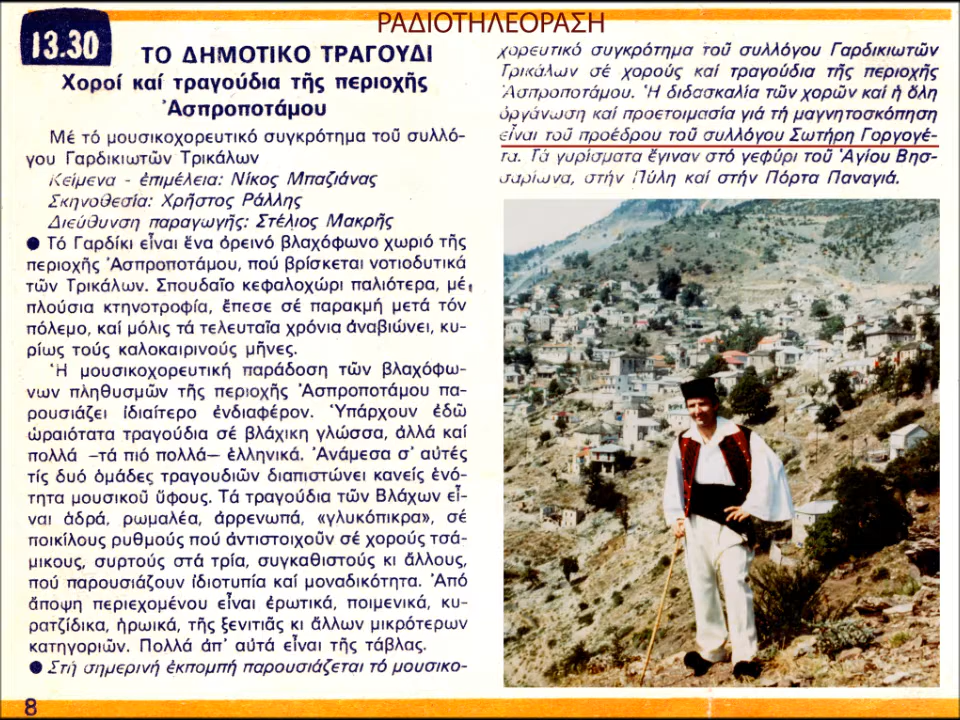 ΡΑΔΙΟΤΗΛΕΟΡΑΣΗ
13.30
ΤΟ ΔΗΜΟΤΙΚΟ ΤΡΑΓΟΥΔΙ
Χοροί καί τραγούδια τῆς περιοχῆς
Ἀσπροποτάμου
Μέ τό μουσικοχορευτικό συγκρότημα τοῦ συλλό-
γου Γαρδικιωτῶν Τρικάλων
Κείμενα - ἐπιμέλεια: Νίκος Μπαζιάνας
Σκηνοθεσία: Χρῆστος Ράλλης
Διεύθυνση παραγωγῆς: Στέλιος Μακρῆς
● Τό Γαρδίκι εἶναι ἕνα ὀρεινό βλαχόφωνο χωριό τῆς
περιοχῆς Ἀσπροποτάμου, πού βρίσκεται νοτιοδυτικά
τῶν Τρικάλων. Σπουδαῖο κεφαλοχώρι παλιότερα, μέ
πλούσια κτηνοτροφία, ἔπεσε σέ παρακμή μετά τόν
πόλεμο, καί μόλις τά τελευταῖα χρόνια ἀναβιώνει, κυ-
ρίως τούς καλοκαιρινούς μῆνες.
Ἡ μουσικοχορευτική παράδοση τῶν βλαχόφω-
νων πληθυσμῶν τῆς περιοχῆς Ἀσπροποτάμου πα-
ρουσιάζει ἰδιαίτερο ἐνδιαφέρον. Ὑπάρχουν ἐδῶ
ὡραιότατα τραγούδια σέ βλάχικη γλώσσα, ἀλλά καί
πολλά –τά πιό πολλά– ἑλληνικά. Ἀνάμεσα σ' αὐτές
τίς δυό ὁμάδες τραγουδιῶν διαπιστώνει κανείς ἑνό-
τητα μουσικοῦ ὕφους. Τά τραγούδια τῶν Βλάχων εἶ-
ναι ἁδρά, ρωμαλέα, ἀρρενωπά, «γλυκόπικρα», σέ
ποικίλους ρυθμούς πού ἀντιστοιχοῦν σέ χορούς τσά-
μικους, συρτούς στά τρία, συγκαθιστούς κι ἄλλους,
πού παρουσιάζουν ἰδιοτυπία καί μοναδικότητα. Ἀπό
ἄποψη περιεχομένου εἶναι ἐρωτικά, ποιμενικά, κυ-
ρατζίδικα, ἡρωικά, τῆς ξενιτιᾶς κι ἄλλων μικρότερων
κατηγοριῶν. Πολλά ἀπ' αὐτά εἶναι τῆς τάβλας.
● Στή σημερινή ἐκπομπή παρουσιάζεται τό μουσικο-
χορευτικό συγκρότημα τοῦ συλλόγου Γαρδικιωτῶν
Τρικάλων σέ χορούς καί τραγούδια τῆς περιοχῆς
Ἀσπροποτάμου. Ἡ διδασκαλία τῶν χορῶν καί ἡ ὅλη
ὀργάνωση καί προετοιμασία γιά τή μαγνητοσκόπηση
εἶναι τοῦ προέδρου τοῦ συλλόγου Σωτήρη Γοργογέ-
τα. Τά γυρίσματα ἔγιναν στό γεφύρι τοῦ Ἁγίου Βησ-
σαρίωνα, στήν Πύλη καί στήν Πόρτα Παναγιά.
8